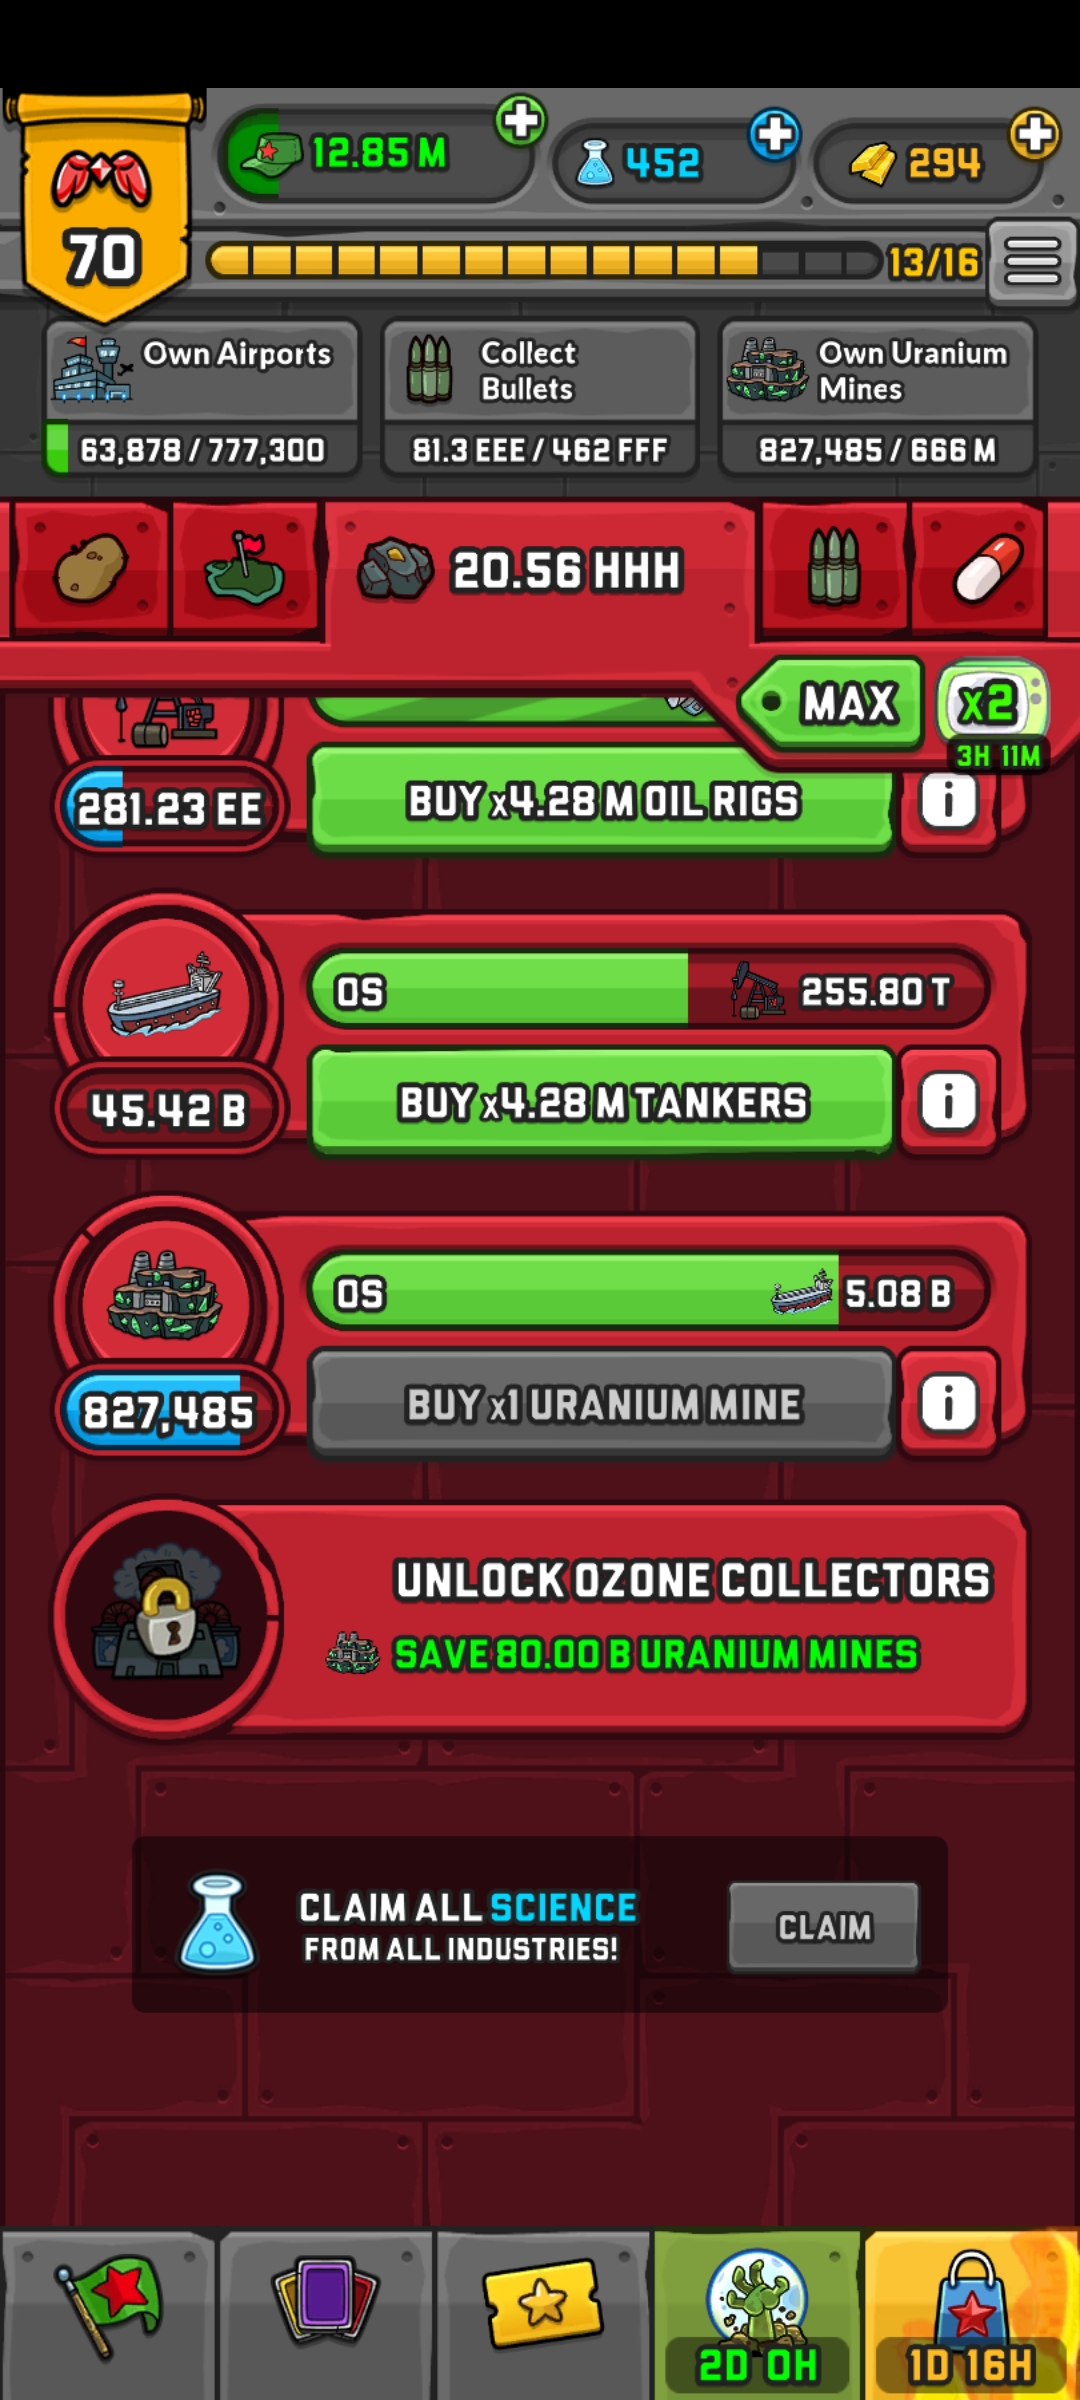 12.85 M
452
294
70
13/16
Own Airports
63,878 / 777,300
Collect
Bullets
81.3 EEE / 462 FFF
Own Uranium
Mines
827,485 / 666 M
20.56 HHH
MAX
x2
3H 11M
281.23 EE
BUY x4.28 M OIL RIGS
i
0S
255.80 T
45.42 B
BUY x4.28 M TANKERS
i
0S
5.08 B
827,485
BUY x1 URANIUM MINE
i
UNLOCK OZONE COLLECTORS
SAVE 80.00 B URANIUM MINES
CLAIM ALL SCIENCE
FROM ALL INDUSTRIES!
CLAIM
2D 0H
1D 16H